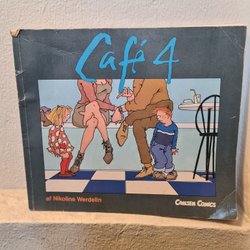 Café 4
af Nikoline Werdelin
CARLSEN COMICS